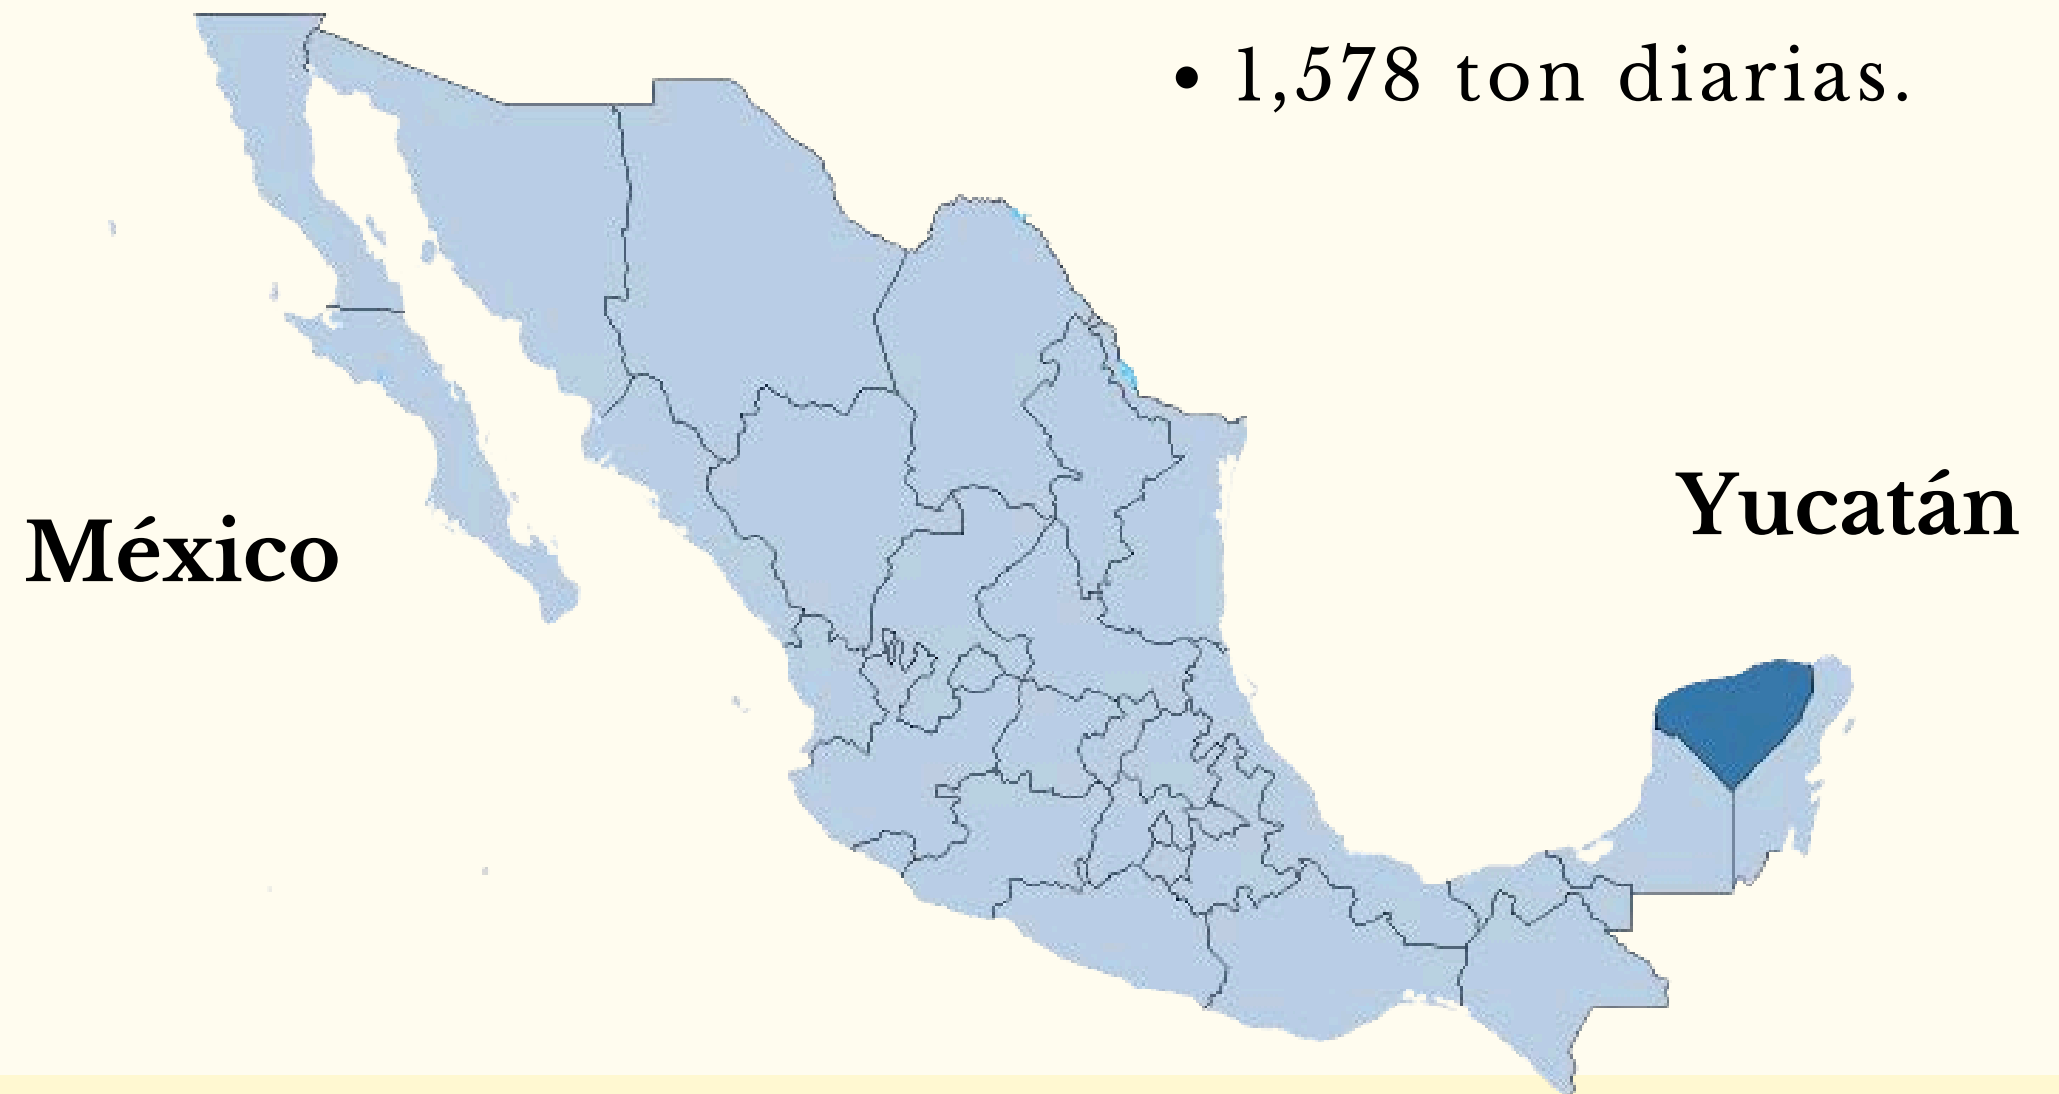 • 1,578 ton diarias.
Yucatán
México